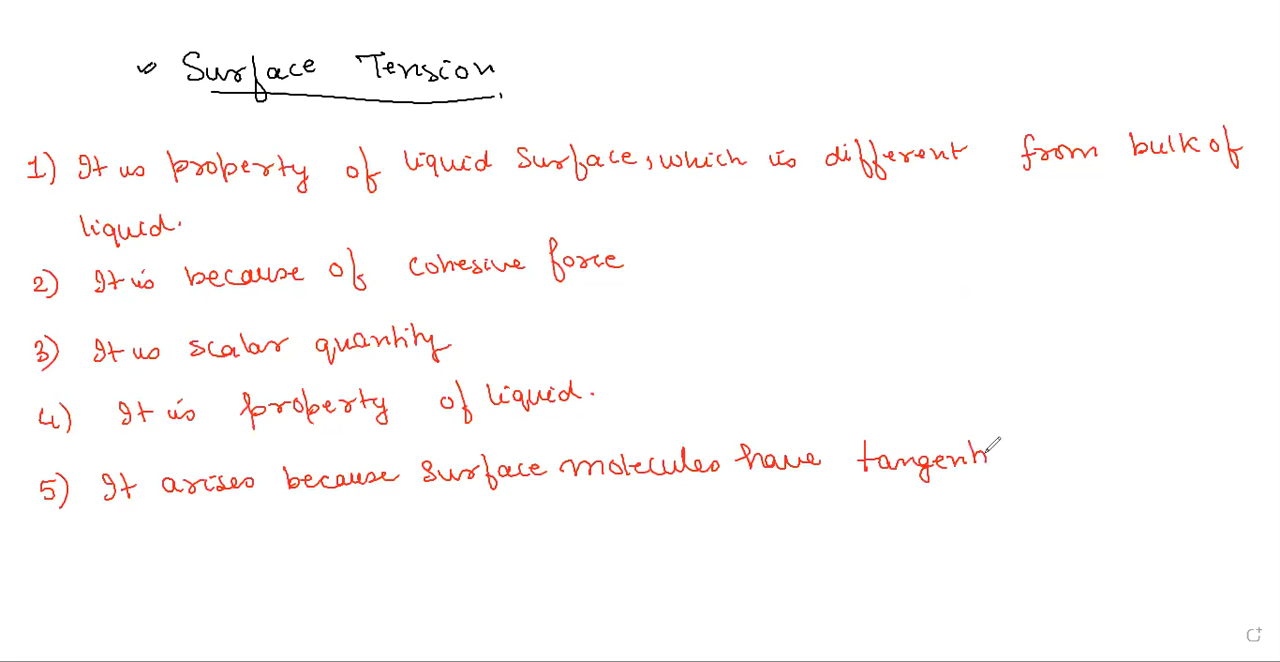 Surface Tension
1) It is property of liquid surface, which is different from bulk of
liquid.
2) It is because of cohesive force
3) It is scalar quantity
4) It is property of liquid.
5) It arises because surface molecules have tangenti